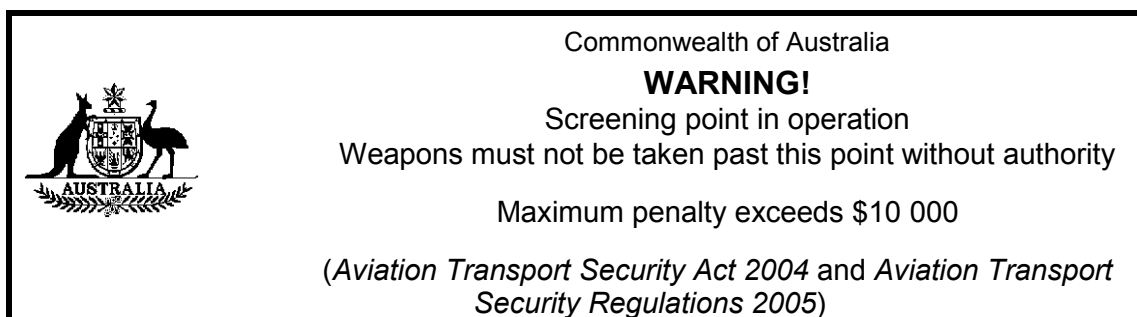 Commonwealth of Australia
WARNING!
Screening point in operation
Weapons must not be taken past this point without authority
AUSTRALIA
Maximum penalty exceeds $10 000
(Aviation Transport Security Act 2004 and Aviation Transport
Security Regulations 2005)